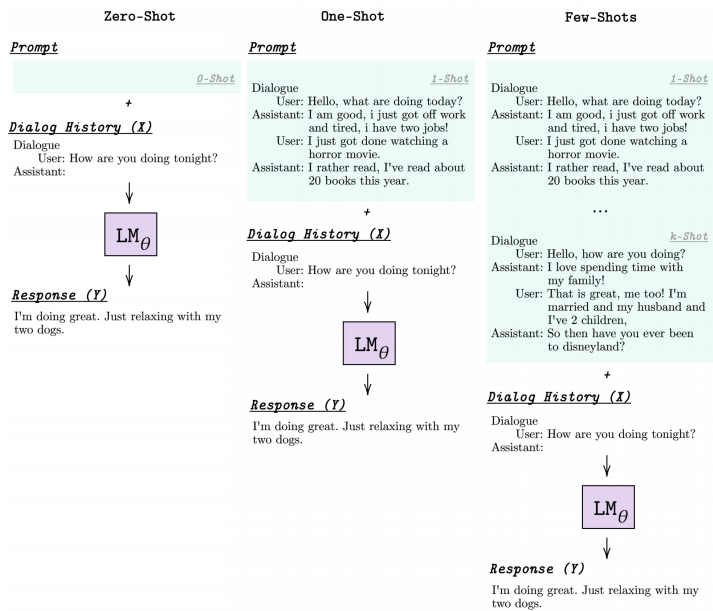 Zero-Shot
Prompt
0-Shot
+
Dialog History (X)
Dialogue
User: How are you doing tonight?
Assistant:
LMθ
Response (Y)
I'm doing great. Just relaxing with my
two dogs.
One-Shot
Prompt
1-Shot
Dialogue
User: Hello, what are doing today?
Assistant: I am good, i just got off work
and tired, i have two jobs!
User: I just got done watching a
horror movie.
Assistant: I rather read, I've read about
20 books this year.
+
Dialog History (X)
Dialogue
User: How are you doing tonight?
Assistant:
LMθ
Response (Y)
I'm doing great. Just relaxing with my
two dogs.
Few-Shots
Prompt
1-Shot
Dialogue
User: Hello, what are doing today?
Assistant: I am good, i just got off work
and tired, i have two jobs!
User: I just got done watching a
horror movie.
Assistant: I rather read, I've read about
20 books this year.
...
k-Shot
Dialogue
User: Hello, how are you doing?
Assistant: I love spending time with
my family!
User: That is great, me too! I'm
married and my husband and
I've 2 children,
Assistant: So then have you ever been
to disneyland?
+
Dialog History (X)
Dialogue
User: How are you doing tonight?
Assistant:
LMθ
Response (Y)
I'm doing great. Just relaxing with my
two dogs.